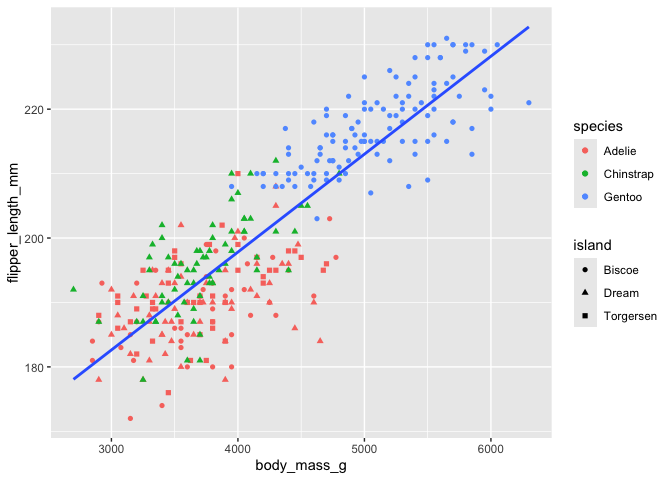 flipper_length_mm
220
200
180
3000
4000
5000
6000
body_mass_g
species
Adelie
Chinstrap
Gentoo
island
Biscoe
Dream
Torgersen